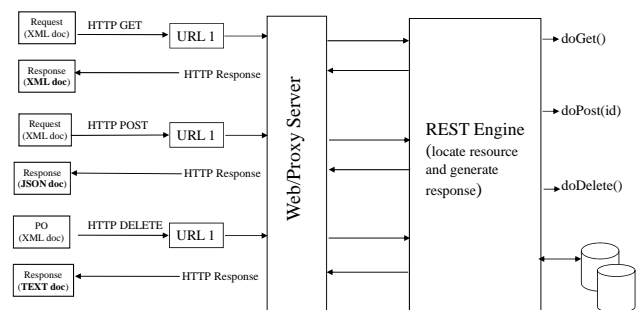 Request
(XML doc)
HTTP GET
URL 1
Response
(XML doc)
HTTP Response
Request
(XML doc)
HTTP POST
URL 1
Response
(JSON doc)
HTTP Response
PO
(XML doc)
HTTP DELETE
URL 1
Response
(TEXT doc)
HTTP Response
Web/Proxy Server
REST Engine
(locate resource
and generate
response)
doGet()
doPost(id)
doDelete()